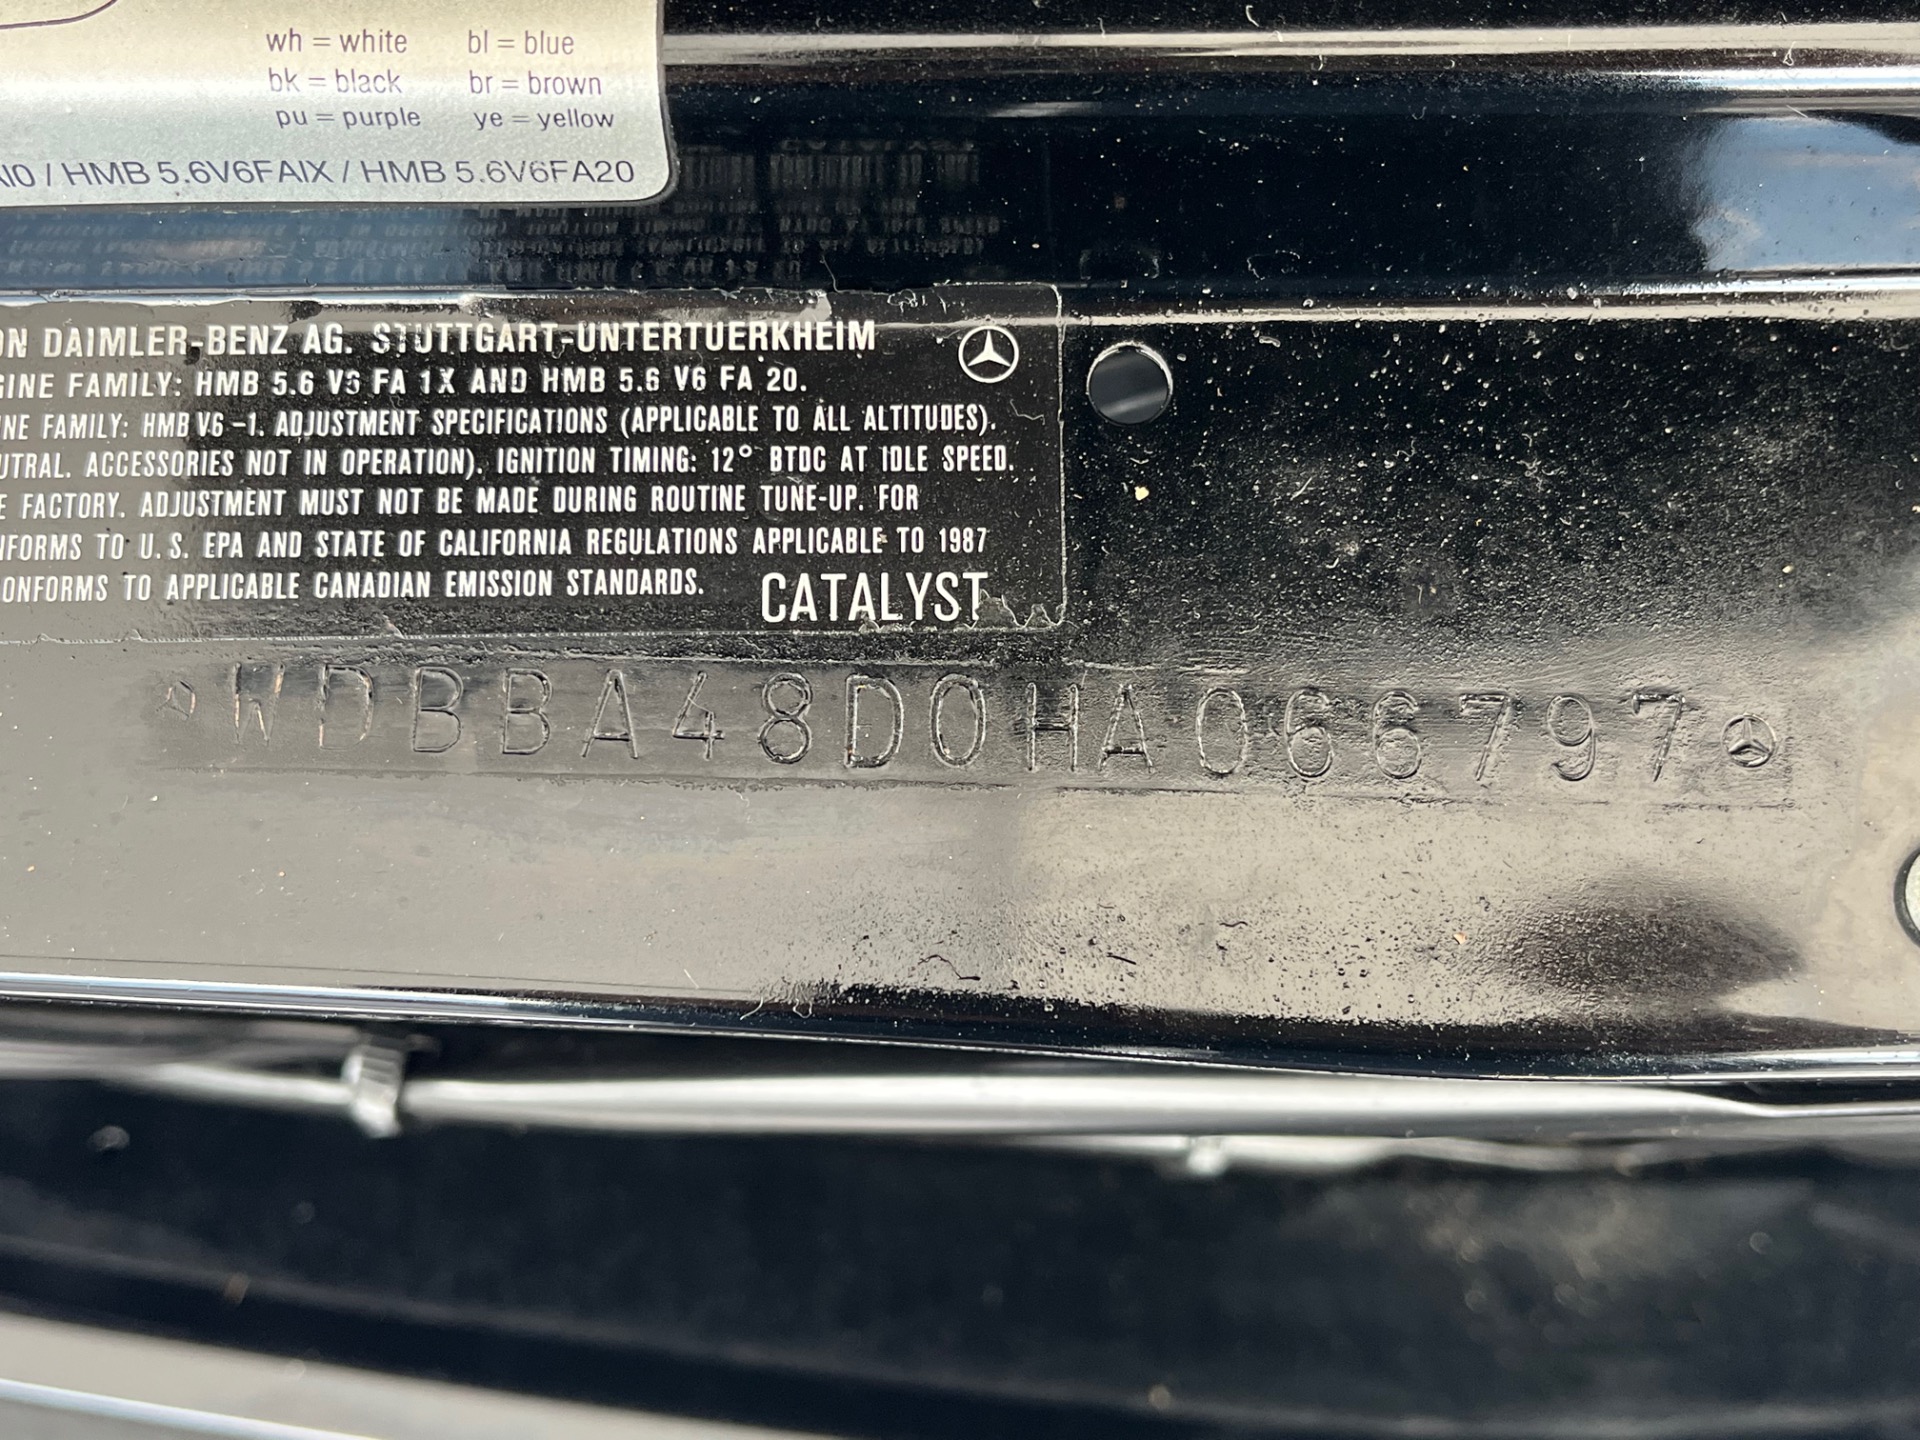 wh = white bl = blue
bk = black br = brown
pu = purple ye = yellow
/ HMB 5.6V6FAIX / HMB 5.6V6FA20
DAIMLER-BENZ AG. STUTTGART-UNTERTUERKHEIM
FAMILY: HMB 5.6 V6 FA 1X AND HMB 5.6 V6 FA 20.
FAMILY: HMB V6 -1. ADJUSTMENT SPECIFICATIONS (APPLICABLE TO ALL ALTITUDES).
UTRAL. ACCESSORIES NOT IN OPERATION). IGNITION TIMING: 12° BTDC AT IDLE SPEED.
FACTORY. ADJUSTMENT MUST NOT BE MADE DURING ROUTINE TUNE-UP. FOR
NFORMS TO U.S. EPA AND STATE OF CALIFORNIA REGULATIONS APPLICABLE TO 1987
ONFORMS TO APPLICABLE CANADIAN EMISSION STANDARDS.
CATALYST
WDBBA48D0HA066797